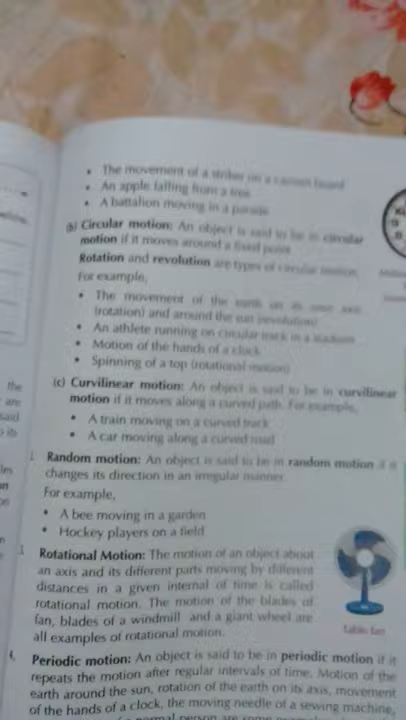 • The movement of a striker on a carrom board
• An apple falling from a tree
• A battalion moving in a parade
(b) Circular motion: An object is said to be in circular
motion if it moves around a fixed point.
Rotation and revolution are types of circular motion.
For example,
• The movement of the earth on its own axis
(rotation) and around the sun (revolution)
• An athlete running on circular track in a stadium
• Motion of the hands of a clock
• Spinning of a top (rotational motion)
(c) Curvilinear motion: An object is said to be in curvilinear
motion if it moves along a curved path. For example,
• A train moving on a curved track
• A car moving along a curved road
Random motion: An object is said to be in random motion if it
changes its direction in an irregular manner.
For example,
• A bee moving in a garden
• Hockey players on a field
3. Rotational Motion: The motion of an object about
an axis and its different parts moving by different
distances in a given internal of time is called
rotational motion. The motion of the blades of
fan, blades of a windmill and a giant wheel are
all examples of rotational motion.
Table fan
4. Periodic motion: An object is said to be in periodic motion if it
repeats the motion after regular intervals of time. Motion of the
earth around the sun, rotation of the earth on its axis, movement
of the hands of a clock, the moving needle of a sewing machine,
the
are
said